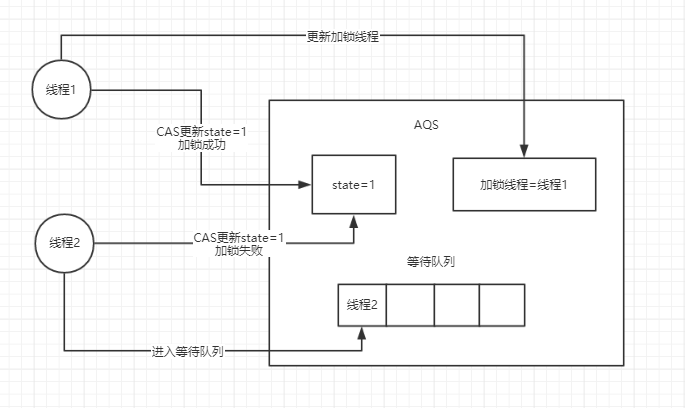 更新加锁线程
线程1
AQS
CAS更新state=1
加锁成功
state=1
加锁线程=线程1
线程2
CAS更新state=1
加锁失败
等待队列
线程2
进入等待队列